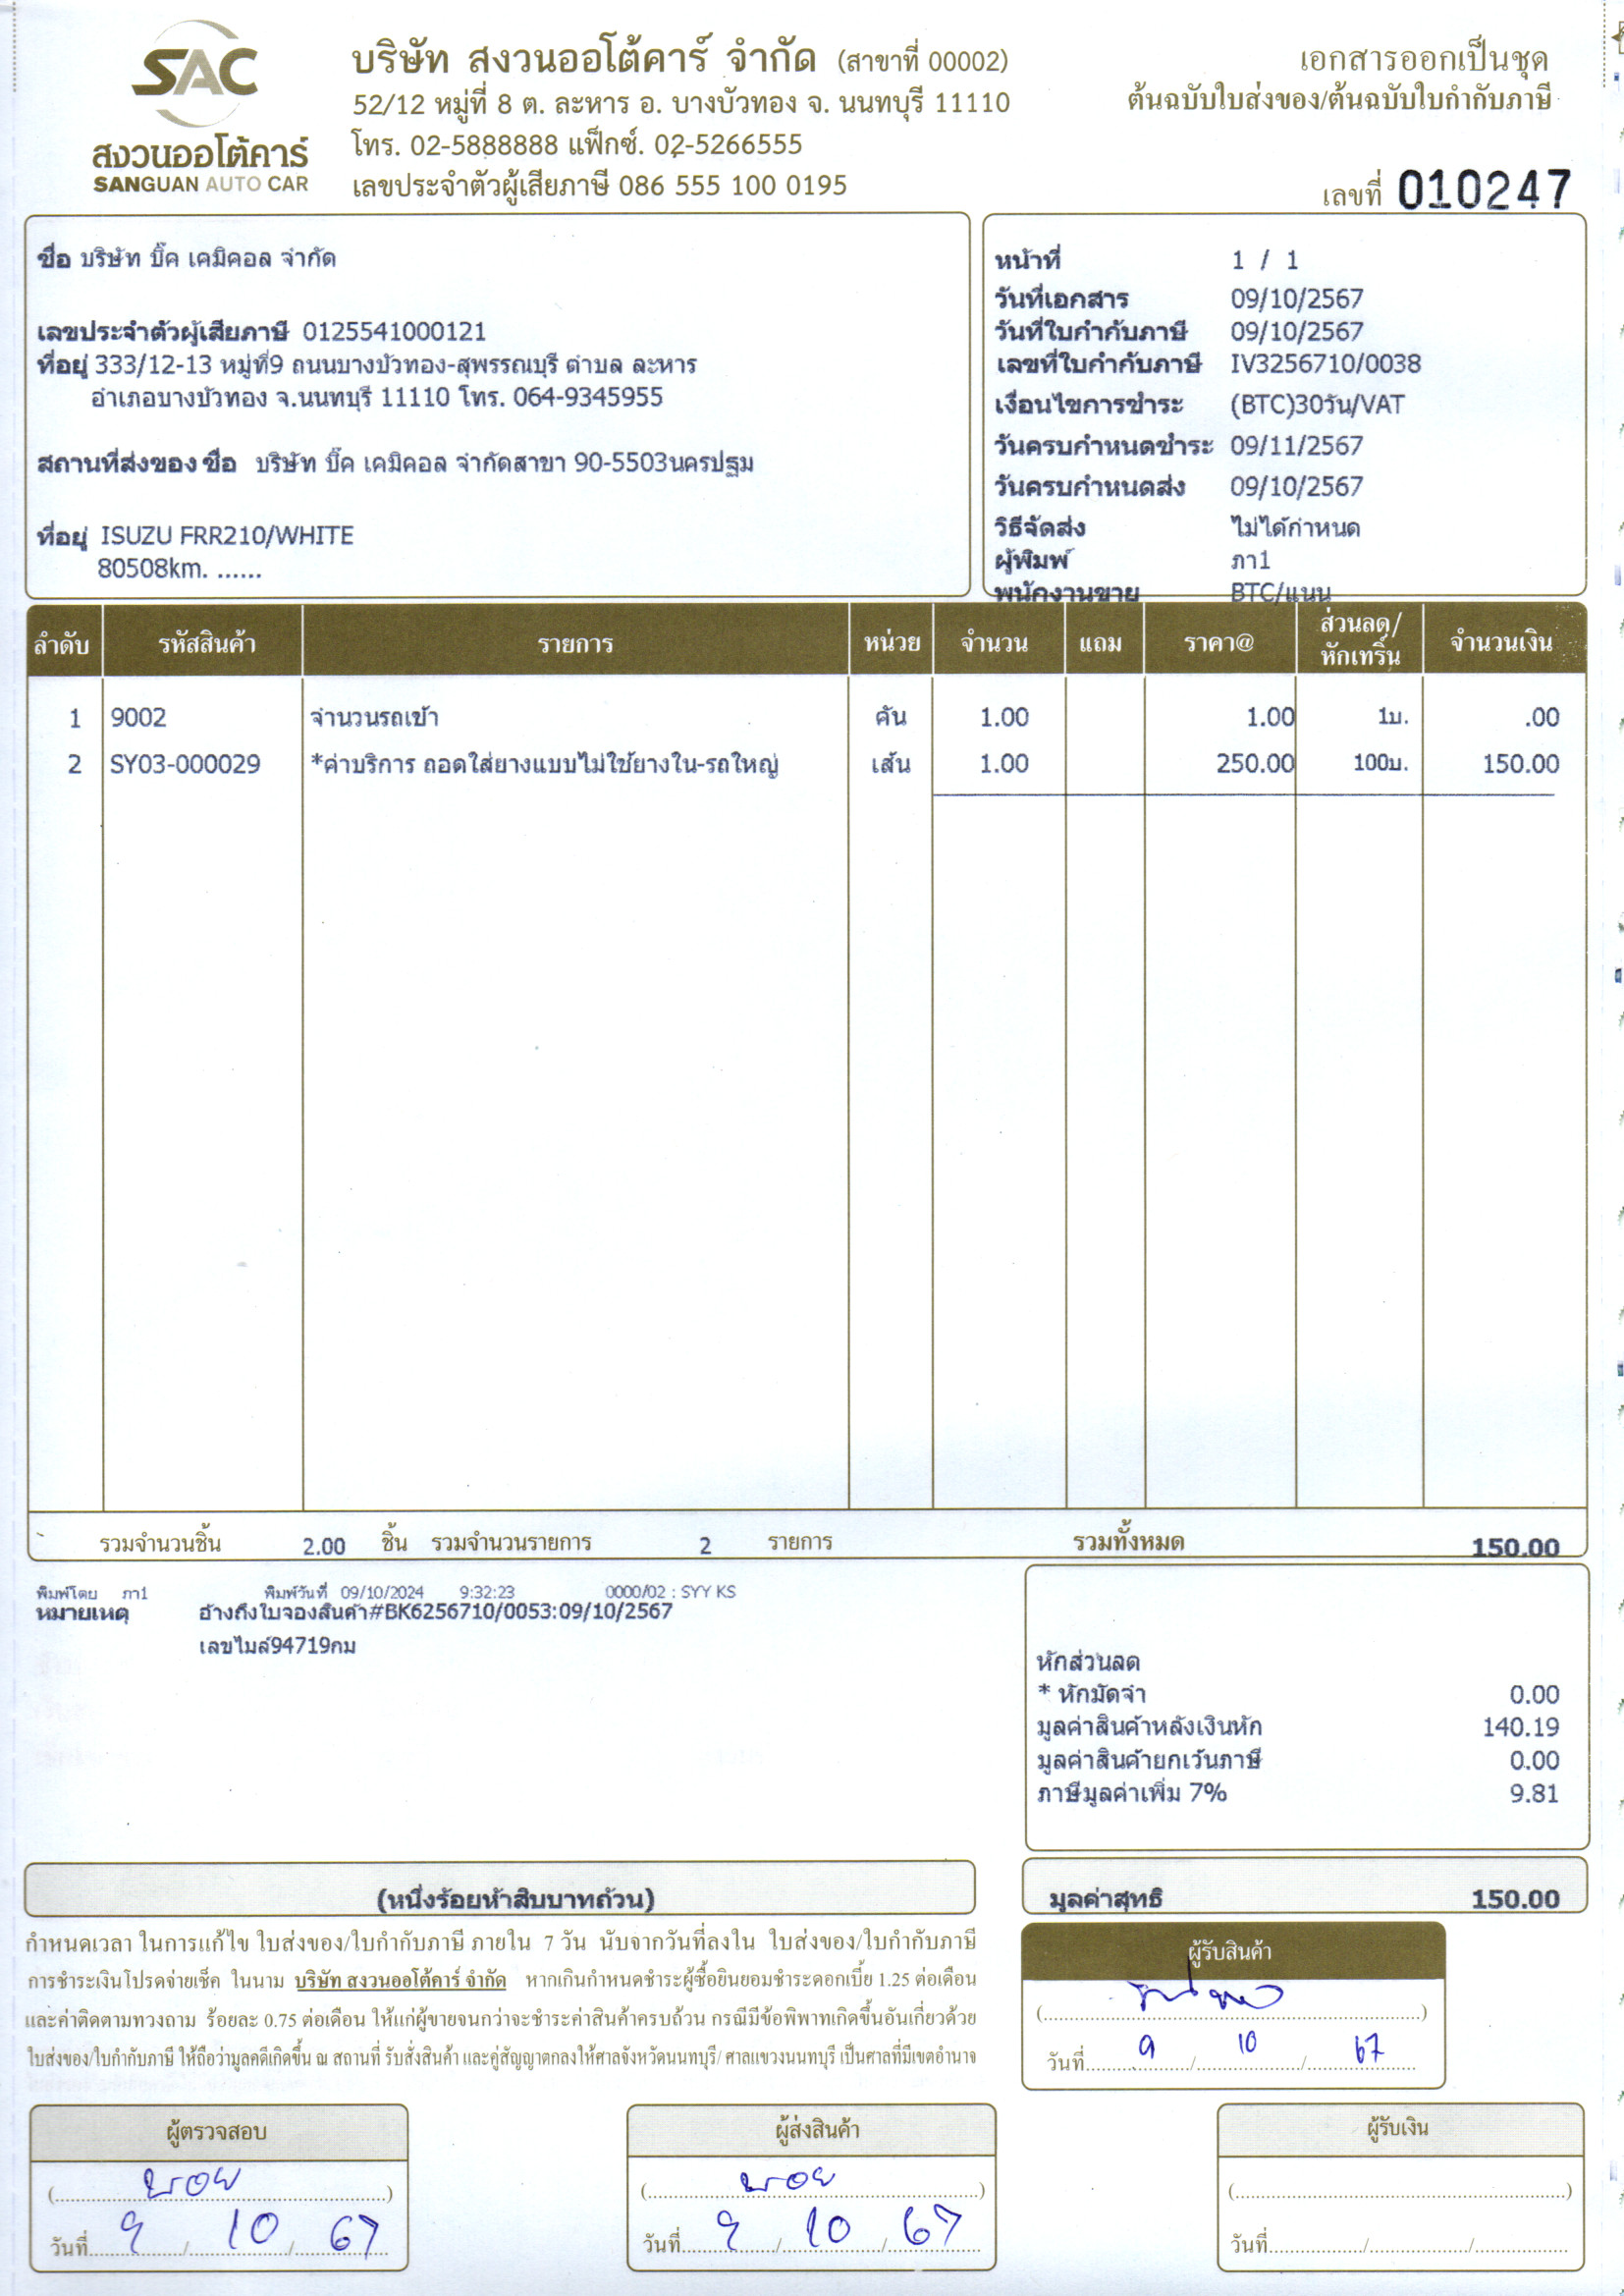 SAC
สงวนออโต้คาร์
SANGUAN AUTO CAR
บริษัท สงวนออโต้คาร์ จำกัด (สาขาที่ 00002)
52/12 หมู่ที่ 8 ต. ละหาร อ. บางบัวทอง จ. นนทบุรี 11110
โทร. 02-5888888 แฟ็กซ์. 02-5266555
เลขประจำตัวผู้เสียภาษี 086 555 100 0195
เอกสารออกเป็นชุด
ต้นฉบับใบส่งของ/ต้นฉบับใบกำกับภาษี
เลขที่ 010247
ชื่อ บริษัท บิ๊ค เคมิคอล จำกัด
เลขประจำตัวผู้เสียภาษี 0125541000121
ที่อยู่ 333/12-13 หมู่ที่9 ถนนบางบัวทอง-สุพรรณบุรี ตำบล ละหาร
อำเภอบางบัวทอง จ.นนทบุรี 11110 โทร. 064-9345955
สถานที่ส่งของ ชื่อ บริษัท บิ๊ค เคมิคอล จำกัดสาขา 90-5503นครปฐม
ที่อยู่ ISUZU FRR210/WHITE
80508km. ......
หน้าที่ 1 / 1
วันที่เอกสาร 09/10/2567
วันที่ใบกำกับภาษี 09/10/2567
เลขที่ใบกำกับภาษี IV3256710/0038
เงื่อนไขการชำระ (BTC)30วัน/VAT
วันครบกำหนดชำระ 09/11/2567
วันครบกำหนดส่ง 09/10/2567
วิธีจัดส่ง ไม่ได้กำหนด
ผู้พิมพ์ ภา1
พนักงานขาย BTC/แนน
ลำดับ รหัสสินค้า รายการ หน่วย จำนวน แถม ราคา@ ส่วนลด/หักเทริ์น จำนวนเงิน
1 9002 จำนวนรถเข้า คัน 1.00 1.00 1บ. .00
2 SY03-000029 *ค่าบริการ ถอดใส่ยางแบบไม่ใช้ยางใน-รถใหญ่ เส้น 1.00 250.00 100บ. 150.00
รวมจำนวนชิ้น 2.00 ชิ้น รวมจำนวนรายการ 2 รายการ รวมทั้งหมด 150.00
พิมพ์โดย ภา1 พิมพ์วันที่ 09/10/2024 9:32:23 0000/02 : SYY KS
หมายเหตุ อ้างถึงใบจองสินค้า#BK6256710/0053:09/10/2567
เลขไมล์94719กม
หักส่วนลด
* หักมัดจำ 0.00
มูลค่าสินค้าหลังเงินหัก 140.19
มูลค่าสินค้ายกเว้นภาษี 0.00
ภาษีมูลค่าเพิ่ม 7% 9.81
(หนึ่งร้อยห้าสิบบาทถ้วน)
มูลค่าสุทธิ 150.00
กำหนดเวลา ในการแก้ไข ใบส่งของ/ใบกำกับภาษี ภายใน 7 วัน นับจากวันที่ลงใน ใบส่งของ/ใบกำกับภาษี
การชำระเงินโปรดจ่ายเช็ค ในนาม บริษัท สงวนออโต้คาร์ จำกัด หากเกินกำหนดชำระผู้ซื้อยินยอมชำระดอกเบี้ย 1.25 ต่อเดือน
และค่าติดตามทวงถาม ร้อยละ 0.75 ต่อเดือน ให้แก่ผู้ขายจนกว่าจะชำระค่าสินค้าครบถ้วน กรณีมีข้อพิพาทเกิดขึ้นอันเกี่ยวด้วย
ใบส่งของ/ใบกำกับภาษี ให้ถือว่ามูลคดีเกิดขึ้น ณ สถานที่ รับสั่งสินค้า และคู่สัญญาตกลงให้ศาลจังหวัดนนทบุรี/ ศาลแขวงนนทบุรี เป็นศาลที่มีเขตอำนาจ
ผู้รับสินค้า
วันที่ 9 / 10 / 67
ผู้ตรวจสอบ
วันที่ 9 / 10 / 67
ผู้ส่งสินค้า
วันที่ 9 / 10 / 67
ผู้รับเงิน
(..........)
วันที่........../........../..........